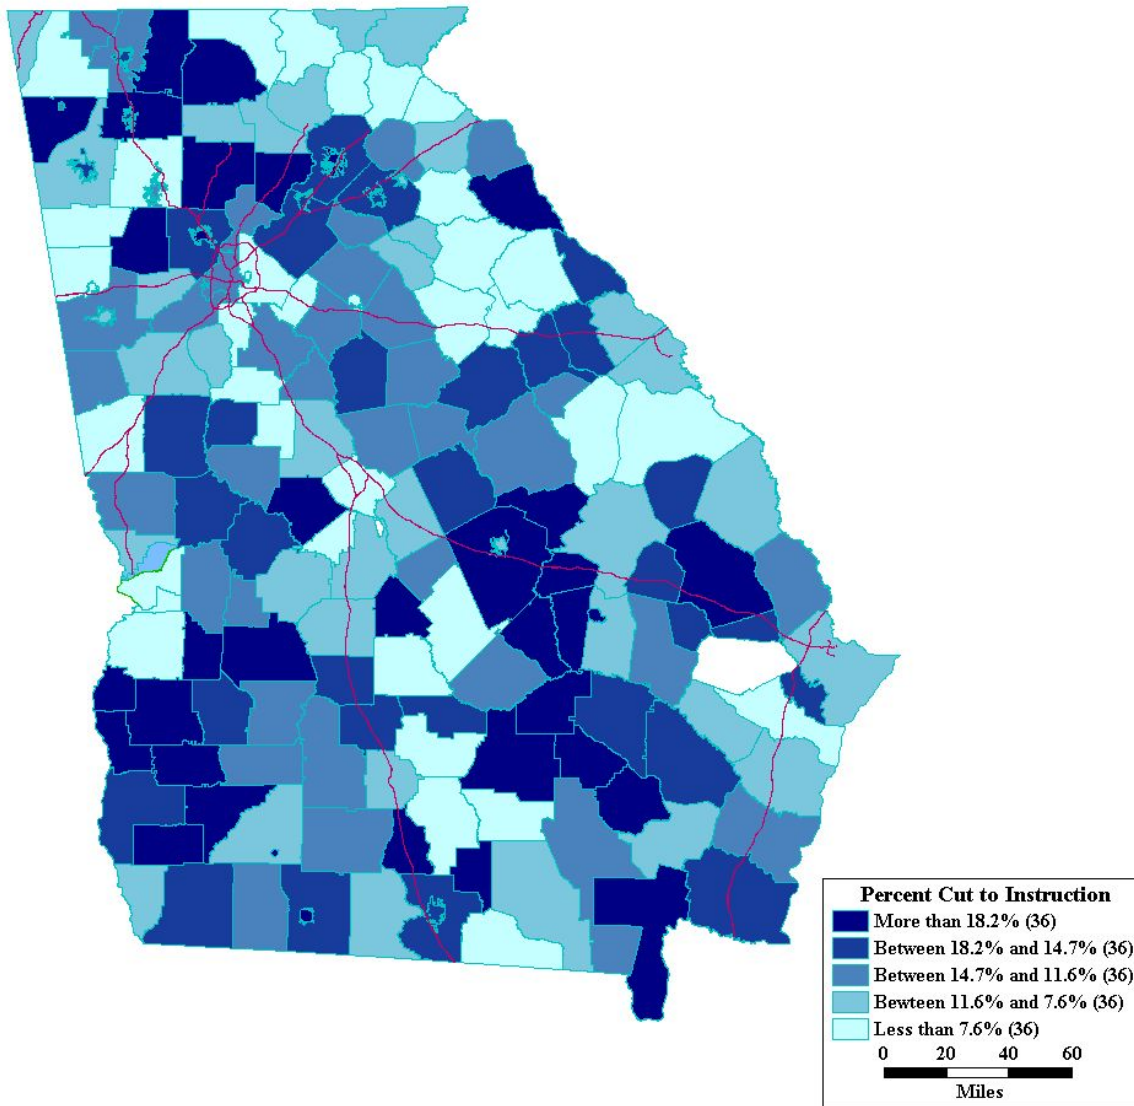 Percent Cut to Instruction
More than 18.2% (36)
Between 18.2% and 14.7% (36)
Between 14.7% and 11.6% (36)
Bewteen 11.6% and 7.6% (36)
Less than 7.6% (36)
0 20 40 60
Miles